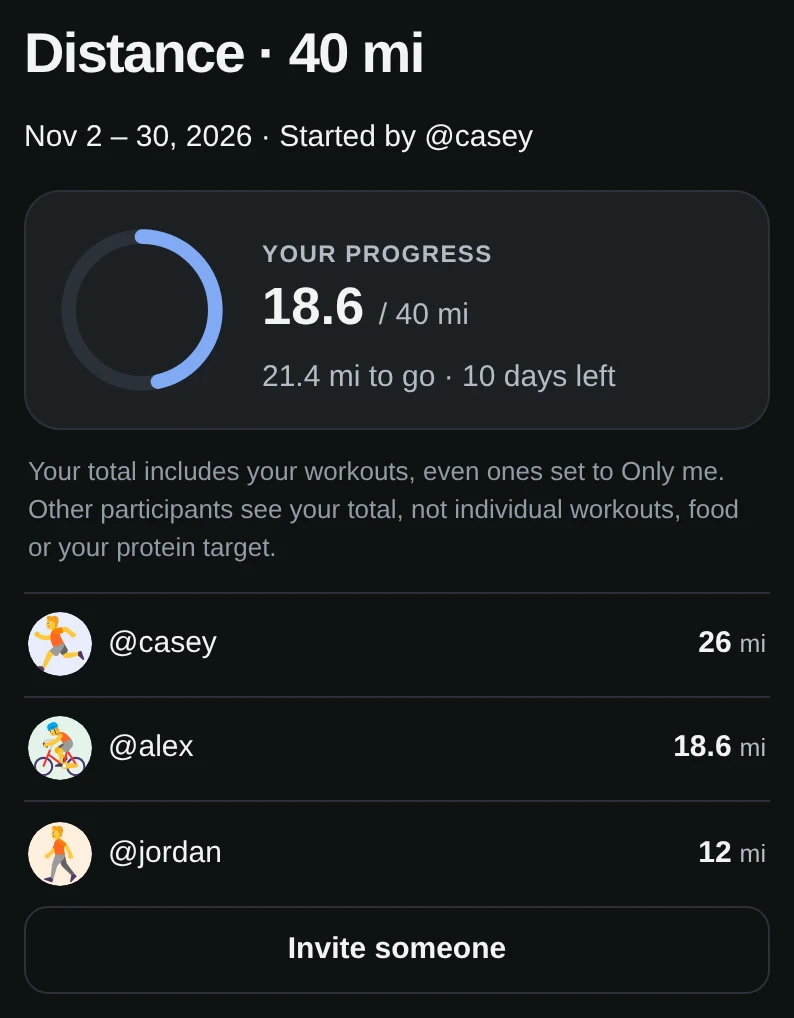 Distance · 40 mi
Nov 2 – 30, 2026 · Started by @casey
YOUR PROGRESS
18.6 / 40 mi
21.4 mi to go · 10 days left
Your total includes your workouts, even ones set to Only me.
Other participants see your total, not individual workouts, food
or your protein target.
@casey 26 mi
@alex 18.6 mi
@jordan 12 mi
Invite someone